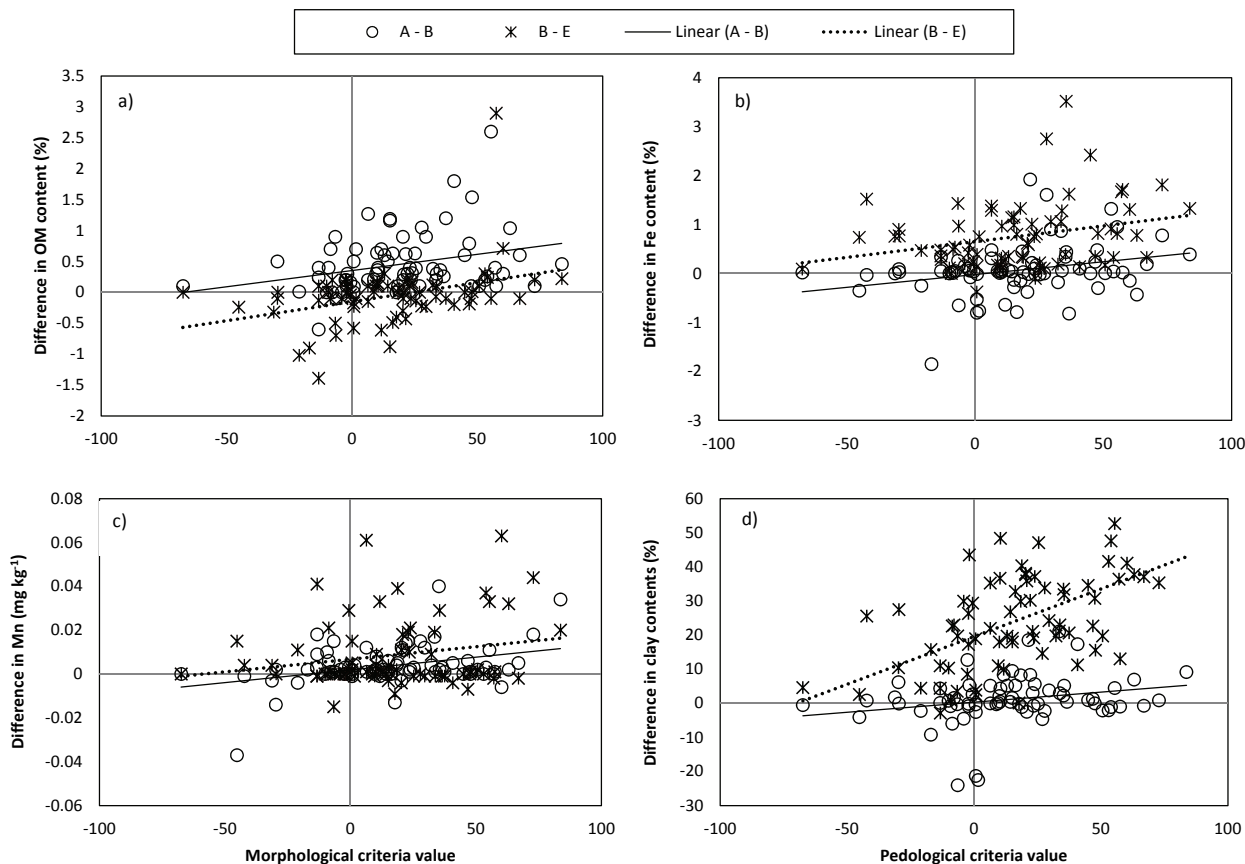 A - B B - E Linear (A - B) Linear (B - E)
a)
Difference in OM content (%)
3.5
3
2.5
2
1.5
1
0.5
0
-0.5
-1
-1.5
-2
-100 -50 0 50 100
b)
Difference in Fe content (%)
4
3
2
1
0
-1
-2
-3
-100 -50 0 50 100
c)
Difference in Mn (mg kg⁻¹)
0.08
0.06
0.04
0.02
0
-0.02
-0.04
-0.06
-100 -50 0 50 100
Morphological criteria value
d)
Difference in clay contents (%)
60
50
40
30
20
10
0
-10
-20
-30
-100 -50 0 50 100
Pedological criteria value